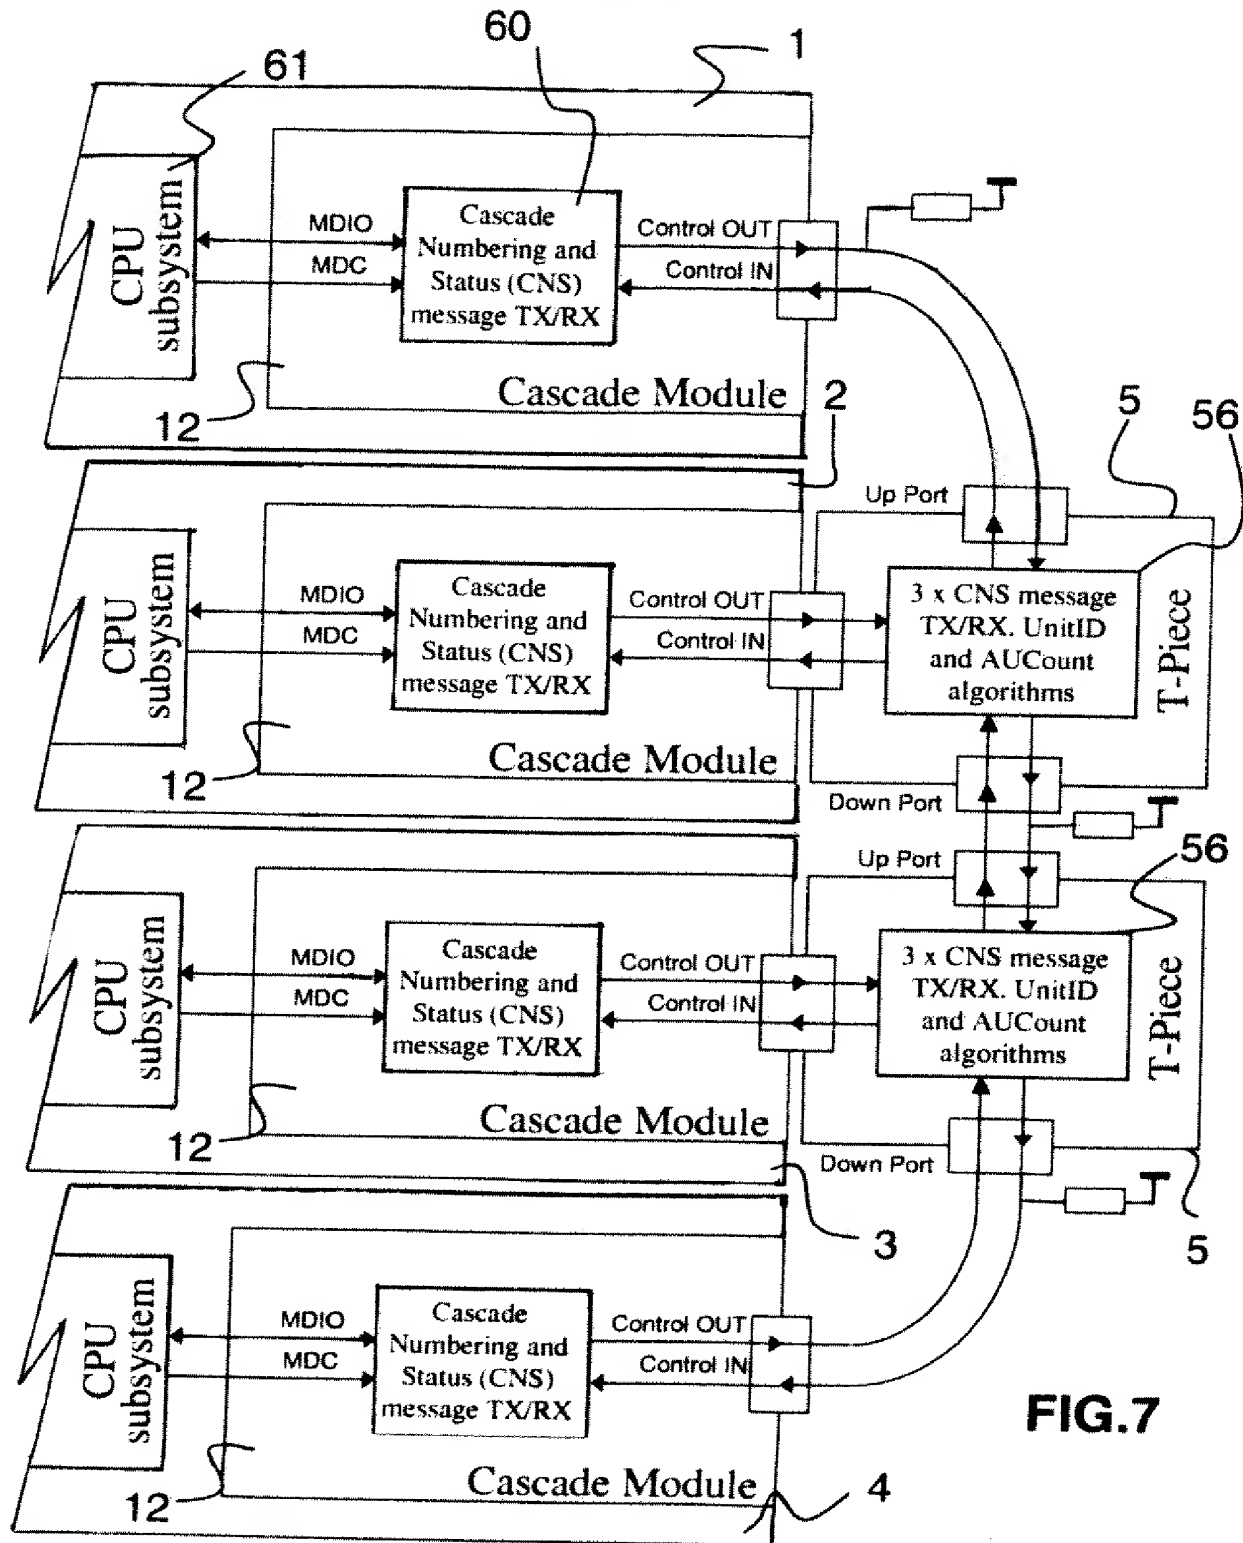 60
1
61
CPU
subsystem
MDIO
MDC
Cascade
Numbering and
Status (CNS)
message TX/RX
Control OUT
Control IN
Cascade Module
12
2
5
56
Up Port
CPU
subsystem
MDIO
MDC
Cascade
Numbering and
Status (CNS)
message TX/RX
Control OUT
Control IN
3 x CNS message
TX/RX. UnitID
and AUCount
algorithms
T-Piece
Cascade Module
12
Down Port
Up Port
56
CPU
subsystem
MDIO
MDC
Cascade
Numbering and
Status (CNS)
message TX/RX
Control OUT
Control IN
3 x CNS message
TX/RX. UnitID
and AUCount
algorithms
T-Piece
Cascade Module
12
Down Port
3
5
CPU
subsystem
MDIO
MDC
Cascade
Numbering and
Status (CNS)
message TX/RX
Control OUT
Control IN
Cascade Module
12
4
FIG.7